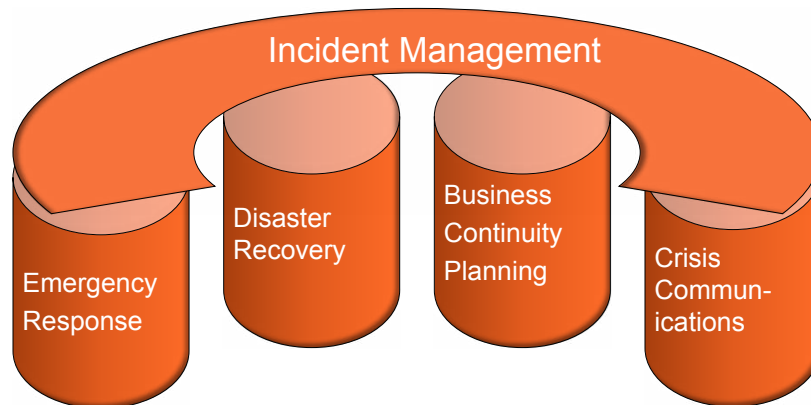 Incident Management
Emergency
Response
Disaster
Recovery
Business
Continuity
Planning
Crisis
Commun-
ications